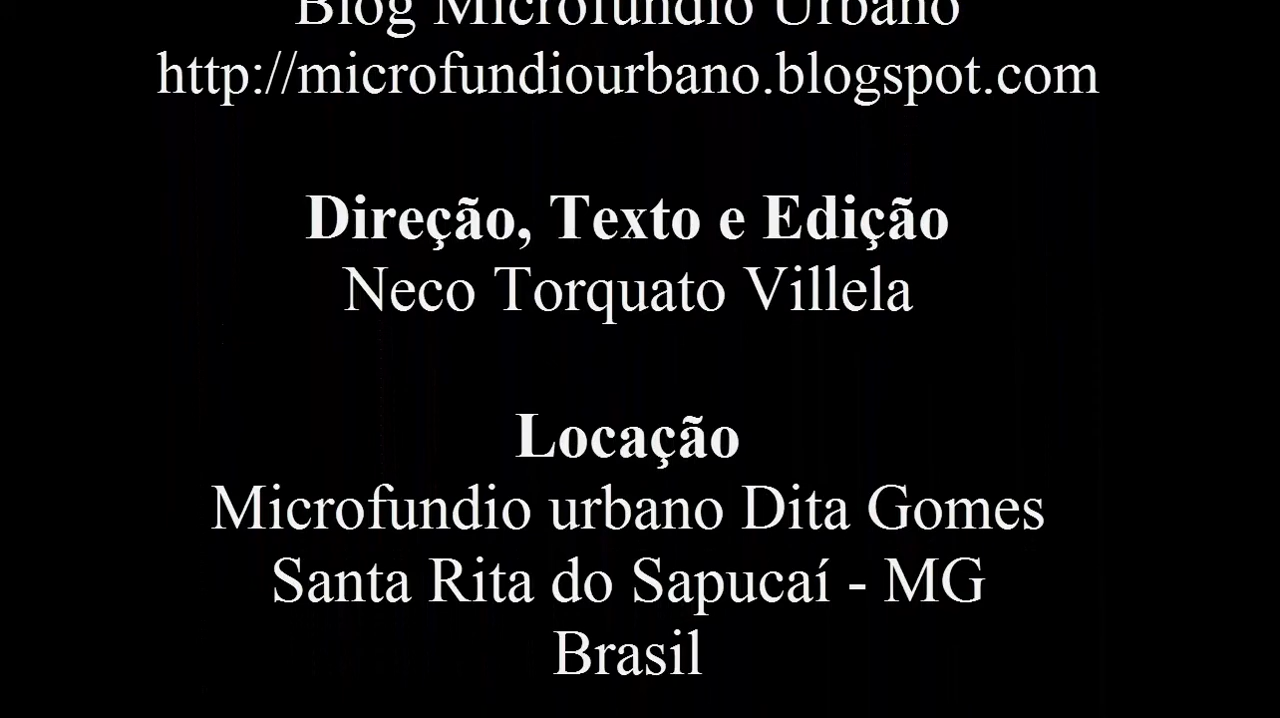 Blog Microfundio Urbano
http://microfundiourbano.blogspot.com
Direção, Texto e Edição
Neco Torquato Villela
Locação
Microfundio urbano Dita Gomes
Santa Rita do Sapucaí - MG
Brasil